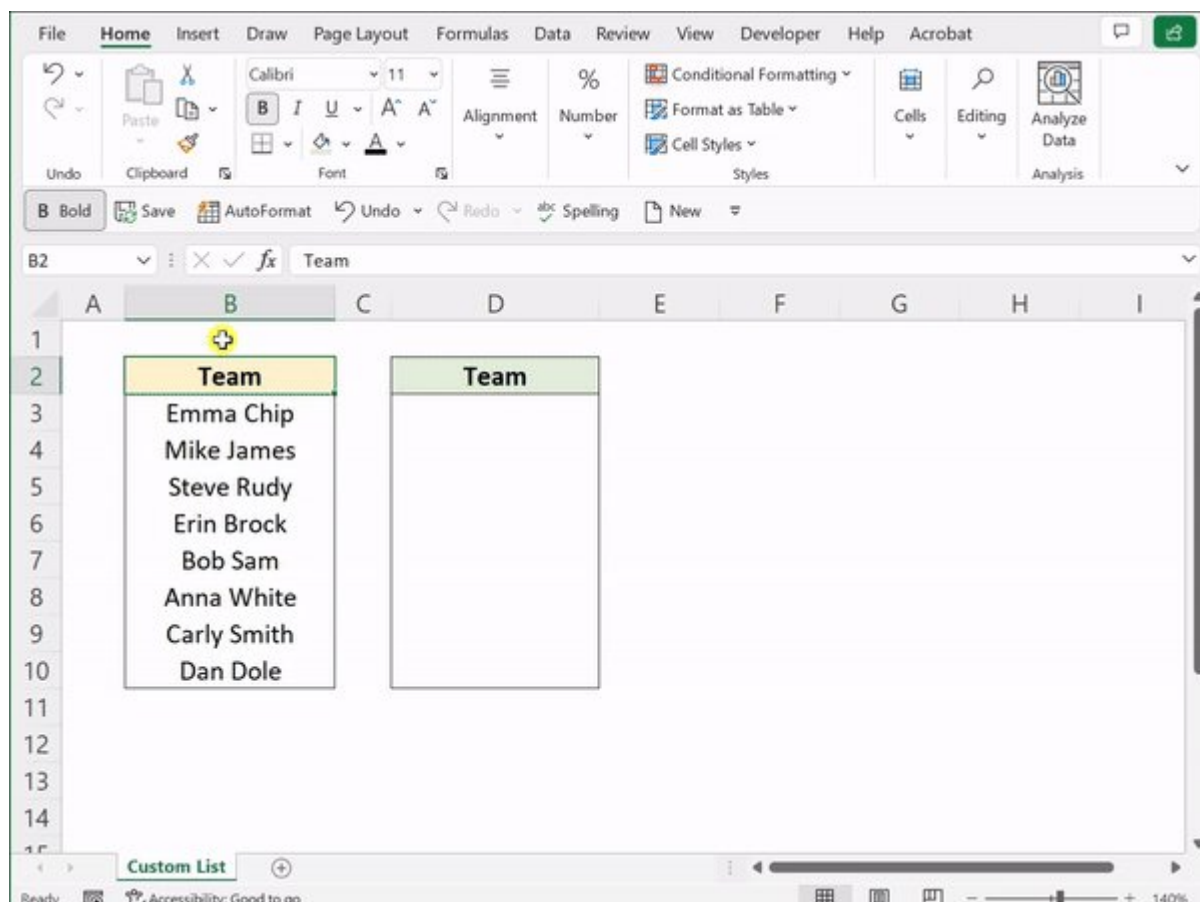 File Home Insert Draw Page Layout Formulas Data Review View Developer Help Acrobat
Calibri 11
Conditional Formatting
Paste
B I U A A
Alignment
%
Number
Format as Table
Cells
Editing
Analyze
Data
A
Cell Styles
Undo Clipboard Font Styles Analysis
B Bold Save AutoFormat Undo Redo abc Spelling New
B2 fx Team
A B C D E F G H I
1
2 Team Team
3 Emma Chip
4 Mike James
5 Steve Rudy
6 Erin Brock
7 Bob Sam
8 Anna White
9 Carly Smith
10 Dan Dole
11
12
13
14
15
Custom List
Ready Accessibility: Good to go 140%